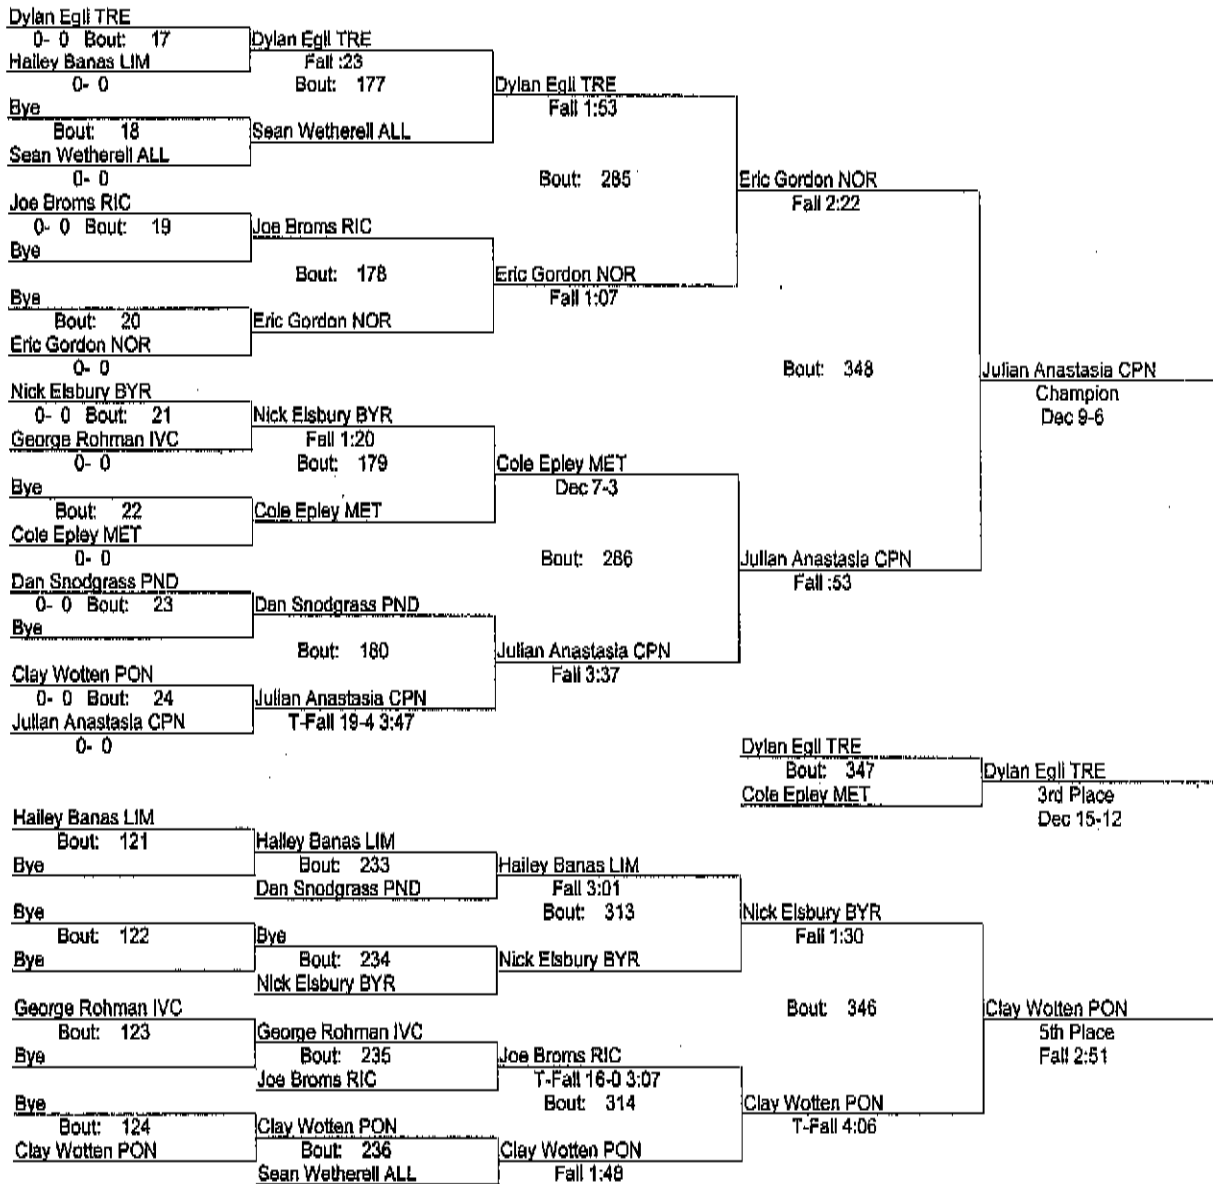 Dylan Egli TRE
0- 0 Bout: 17
Hailey Banas LIM
0- 0
Bye
Bout: 18
Sean Wetherell ALL
0- 0
Joe Broms RIC
0- 0 Bout: 19
Bye
Bye
Bout: 20
Eric Gordon NOR
0- 0
Nick Elsbury BYR
0- 0 Bout: 21
George Rohman IVC
0- 0
Bye
Bout: 22
Cole Epley MET
0- 0
Dan Snodgrass PND
0- 0 Bout: 23
Bye
Clay Wotten PON
0- 0 Bout: 24
Julian Anastasia CPN
0- 0
Dylan Egli TRE
Fall :23
Bout: 177
Sean Wetherell ALL
Joe Broms RIC
Bout: 178
Eric Gordon NOR
Nick Elsbury BYR
Fall 1:20
Bout: 179
Cole Epley MET
Dan Snodgrass PND
Bout: 180
Julian Anastasia CPN
T-Fall 19-4 3:47
Dylan Egli TRE
Fall 1:53
Bout: 285
Eric Gordon NOR
Fall 1:07
Cole Epley MET
Dec 7-3
Bout: 286
Julian Anastasia CPN
Fall 3:37
Eric Gordon NOR
Fall 2:22
Bout: 348
Julian Anastasia CPN
Fall :53
Julian Anastasia CPN
Champion
Dec 9-6
Dylan Egli TRE
Bout: 347
Cole Epley MET
Dylan Egli TRE
3rd Place
Dec 15-12
Hailey Banas LIM
Bout: 121
Bye
Bye
Bout: 122
Bye
George Rohman IVC
Bout: 123
Bye
Bye
Bout: 124
Clay Wotten PON
Hailey Banas LIM
Bout: 233
Dan Snodgrass PND
Bye
Bout: 234
Nick Elsbury BYR
George Rohman IVC
Bout: 235
Joe Broms RIC
Clay Wotten PON
Bout: 236
Sean Wetherell ALL
Hailey Banas LIM
Fall 3:01
Bout: 313
Nick Elsbury BYR
Joe Broms RIC
T-Fall 16-0 3:07
Bout: 314
Clay Wotten PON
Fall 1:48
Nick Elsbury BYR
Fall 1:30
Bout: 346
Clay Wotten PON
T-Fall 4:06
Clay Wotten PON
5th Place
Fall 2:51